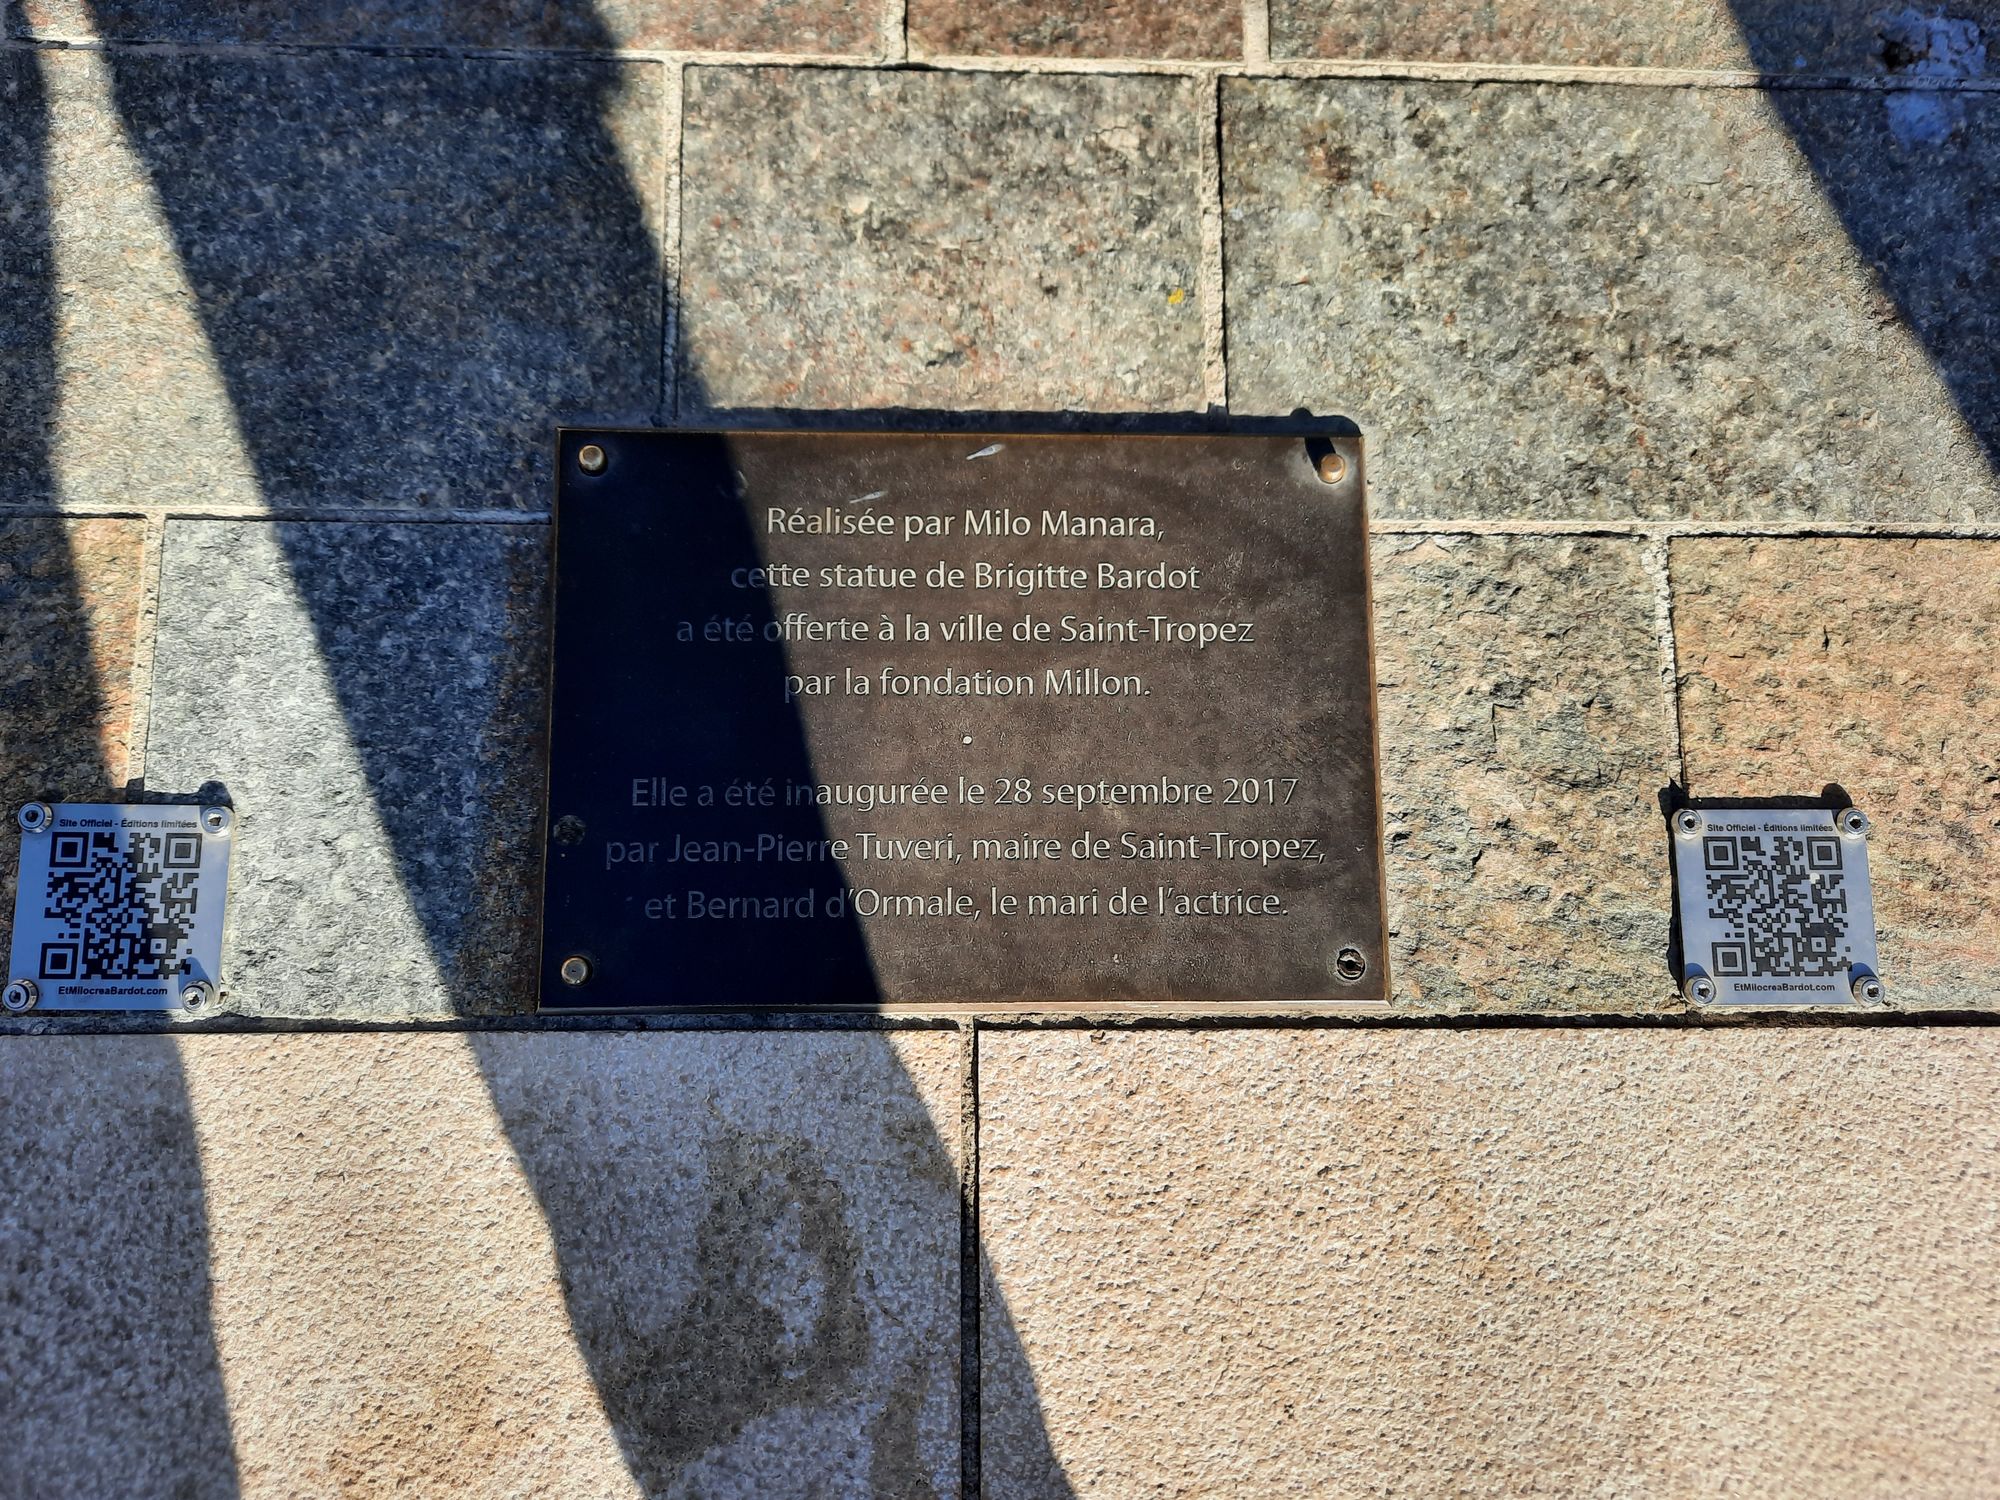 Réalisée par Milo Manara,
cette statue de Brigitte Bardot
a été offerte à la ville de Saint-Tropez
par la fondation Millon.
Elle a été inaugurée le 28 septembre 2017
par Jean-Pierre Tuveri, maire de Saint-Tropez,
et Bernard d'Ormale, le mari de l'actrice.
Site Officiel - Éditions limitées
EtMilocreaBardot.com
Site Officiel - Éditions limitées
EtMilocreaBardot.com